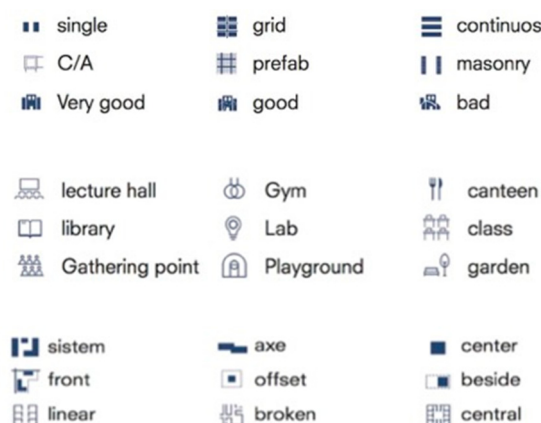 single grid continuos
C/A prefab masonry
Very good good bad
lecture hall Gym canteen
library Lab class
Gathering point Playground garden
sistem axe center
front offset beside
linear broken central